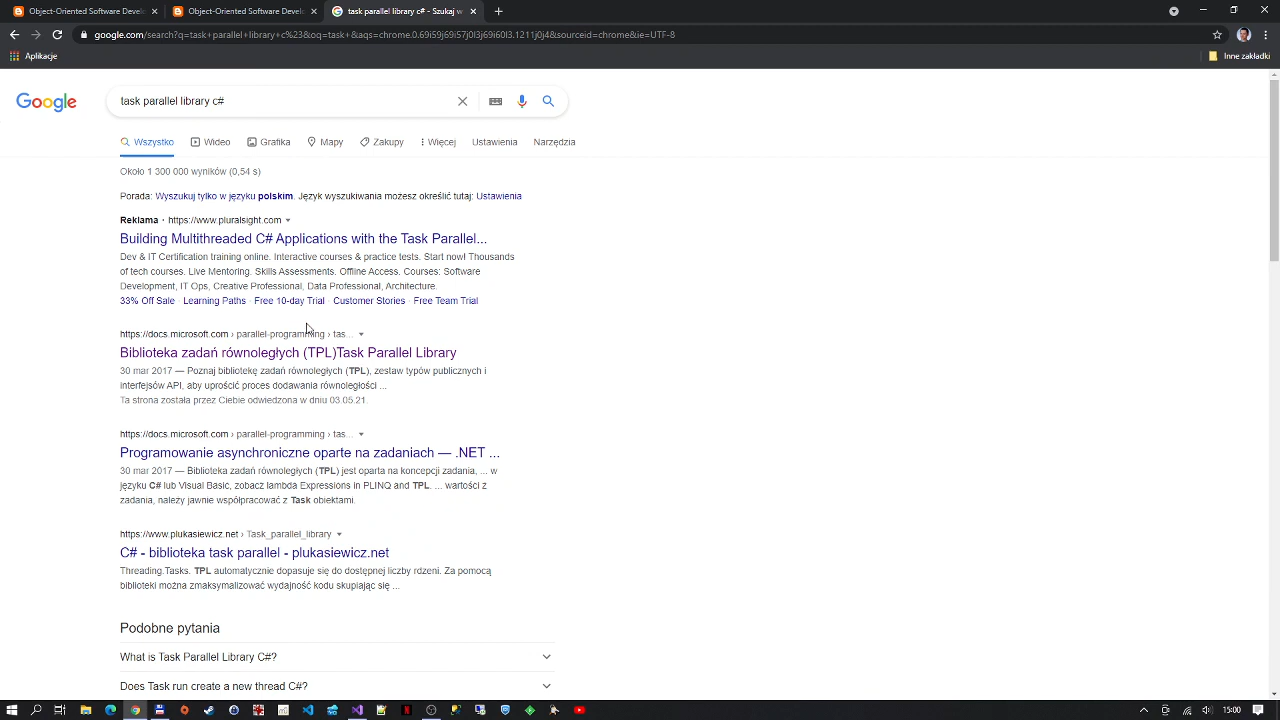 Object-Oriented Software Develo
Object-Oriented Software Develo
task parallel library c# - Szukaj w
google.com/search?q=task+parallel+library+c%23&oq=task+&aqs=chrome.0.69i59j69i57j0l3j69i60l3.1211j0j4&sourceid=chrome&ie=UTF-8
Aplikacje
Inne zakładki
Google
task parallel library c#
Wszystko
Wideo
Grafika
Mapy
Zakupy
Więcej
Ustawienia
Narzędzia
Około 1 300 000 wyników (0,54 s)
Porada: Wyszukuj tylko w języku polskim. Język wyszukiwania możesz określić tutaj: Ustawienia
Reklama · https://www.pluralsight.com
Building Multithreaded C# Applications with the Task Parallel...
Dev & IT Certification training online. Interactive courses & practice tests. Start now! Thousands
of tech courses. Live Mentoring. Skills Assessments. Offline Access. Courses: Software
Development, IT Ops, Creative Professional, Data Professional, Architecture.
33% Off Sale · Learning Paths · Free 10-day Trial · Customer Stories · Free Team Trial
https://docs.microsoft.com › parallel-programming › tas...
Biblioteka zadań równoległych (TPL)Task Parallel Library
30 mar 2017 — Poznaj bibliotekę zadań równoległych (TPL), zestaw typów publicznych i
interfejsów API, aby uprościć proces dodawania równoległości ...
Ta strona została przez Ciebie odwiedzona w dniu 03.05.21.
https://docs.microsoft.com › parallel-programming › tas...
Programowanie asynchroniczne oparte na zadaniach — .NET ...
30 mar 2017 — Biblioteka zadań równoległych (TPL) jest oparta na koncepcji zadania, ... w
języku C# lub Visual Basic, zobacz lambda Expressions in PLINQ and TPL. ... wartości z
zadania, należy jawnie współpracować z Task obiektami.
https://www.plukasiewicz.net › Task_parallel_library
C# - biblioteka task parallel - plukasiewicz.net
Threading.Tasks. TPL automatycznie dopasuje się do dostępnej liczby rdzeni. Za pomocą
biblioteki można zmaksymalizować wydajność kodu skupiając się ...
Podobne pytania
What is Task Parallel Library C#?
Does Task run create a new thread C#?
15:00